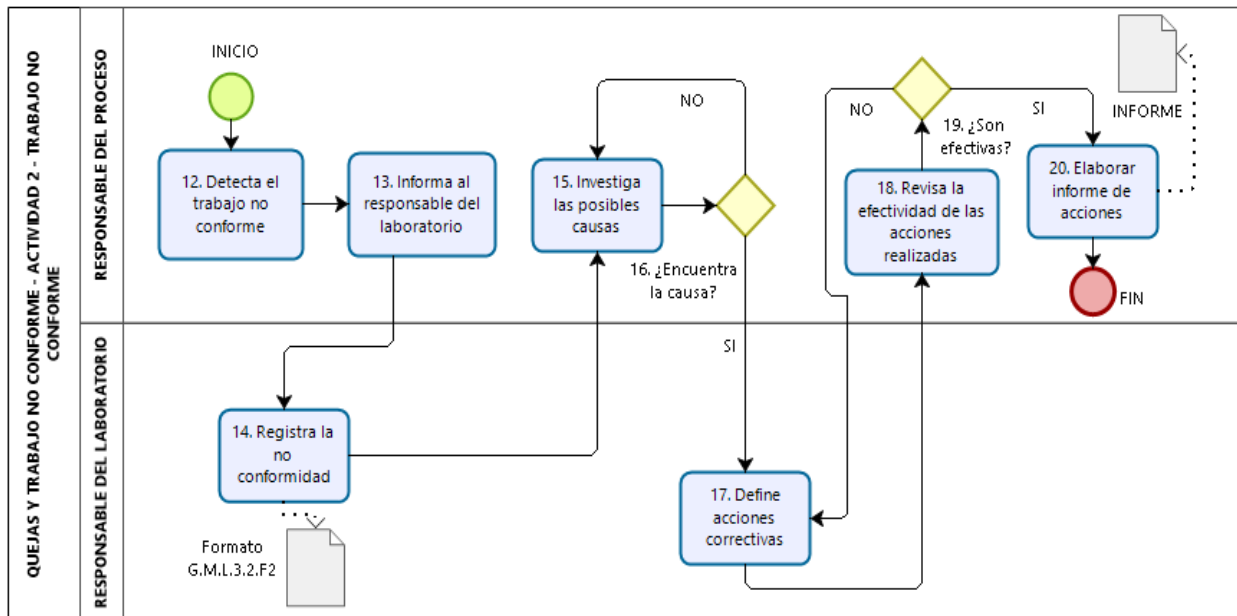 QUEJAS Y TRABAJO NO CONFORME - ACTIVIDAD 2 - TRABAJO NO
CONFORME
RESPONSABLE DEL PROCESO
INICIO
12. Detecta el
trabajo no
conforme
13. Informa al
responsable del
laboratorio
15. Investiga
las posibles
causas
NO
16. ¿Encuentra
la causa?
SI
NO
19. ¿Son
efectivas?
SI
18. Revisa la
efectividad de las
acciones
realizadas
20. Elaborar
informe de
acciones
INFORME
FIN
RESPONSABLE DEL LABORATORIO
14. Registra la
no
conformidad
Formato
G.M.L.3.2.F2
17. Define
acciones
correctivas